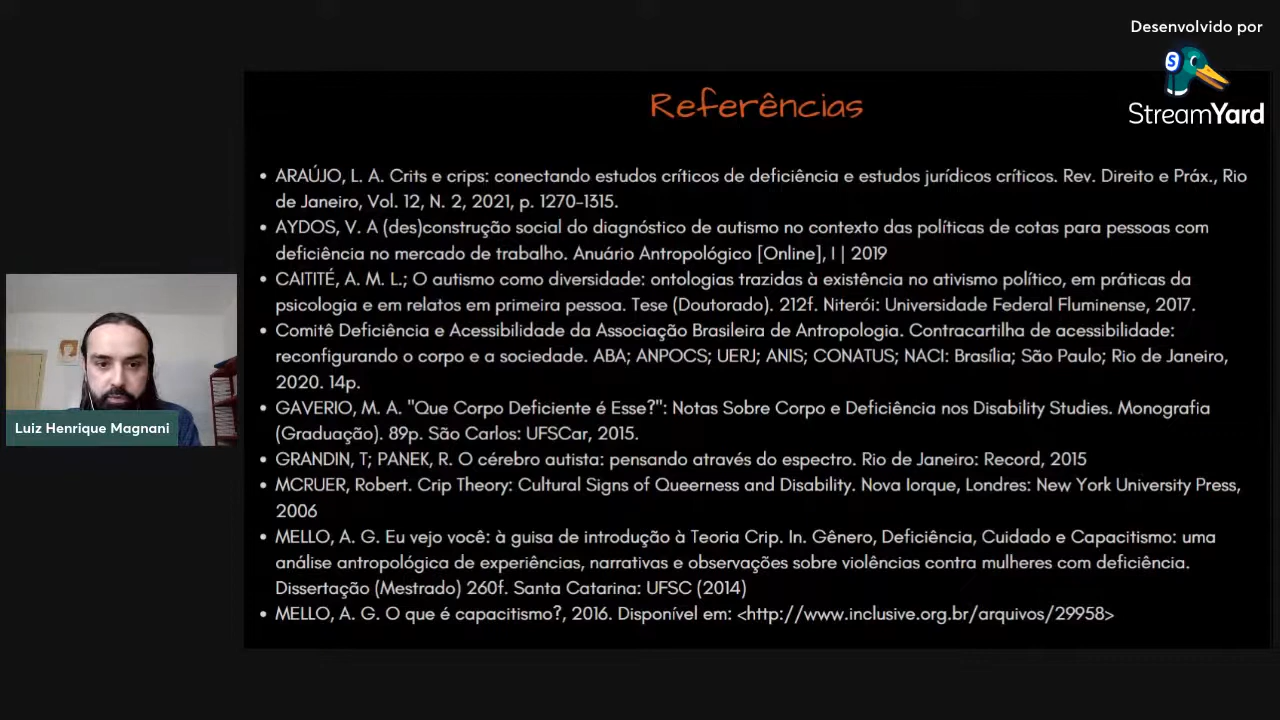 Desenvolvido por
StreamYard
Referências
• ARAÚJO, L. A. Crits e crips: conectando estudos críticos de deficiência e estudos jurídicos críticos. Rev. Direito e Práx., Rio
de Janeiro, Vol. 12, N. 2, 2021, p. 1270-1315.
• AYDOS, V. A (des)construção social do diagnóstico de autismo no contexto das políticas de cotas para pessoas com
deficiência no mercado de trabalho. Anuário Antropológico [Online], I | 2019
• CAITITÉ, A. M. L.; O autismo como diversidade: ontologias trazidas à existência no ativismo político, em práticas da
psicologia e em relatos em primeira pessoa. Tese (Doutorado). 212f. Niterói: Universidade Federal Fluminense, 2017.
• Comitê Deficiência e Acessibilidade da Associação Brasileira de Antropologia. Contracartilha de acessibilidade:
reconfigurando o corpo e a sociedade. ABA; ANPOCS; UERJ; ANIS; CONATUS; NACI: Brasília; São Paulo; Rio de Janeiro,
2020. 14p.
• GAVERIO, M. A. "Que Corpo Deficiente é Esse?": Notas Sobre Corpo e Deficiência nos Disability Studies. Monografia
(Graduação). 89p. São Carlos: UFSCar, 2015.
• GRANDIN, T; PANEK, R. O cérebro autista: pensando através do espectro. Rio de Janeiro: Record, 2015
• MCRUER, Robert. Crip Theory: Cultural Signs of Queerness and Disability. Nova Iorque, Londres: New York University Press,
2006
• MELLO, A. G. Eu vejo você: à guisa de introdução à Teoria Crip. In. Gênero, Deficiência, Cuidado e Capacitismo: uma
análise antropológica de experiências, narrativas e observações sobre violências contra mulheres com deficiência.
Dissertação (Mestrado) 260f. Santa Catarina: UFSC (2014)
• MELLO, A. G. O que é capacitismo?, 2016. Disponível em: <http://www.inclusive.org.br/arquivos/29958>
Luiz Henrique Magnani